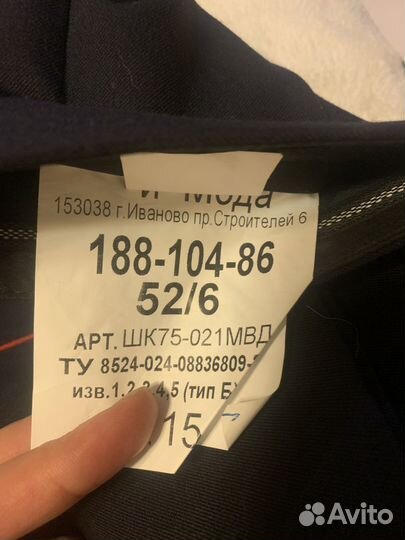 и Мода
153038 г.Иваново пр.Строителей 6
188-104-86
52/6
АРТ. ШК75-021МВД
ТУ 8524-024-08836809-
изв.1,2,3,4,5 (тип Б)
15
Avito